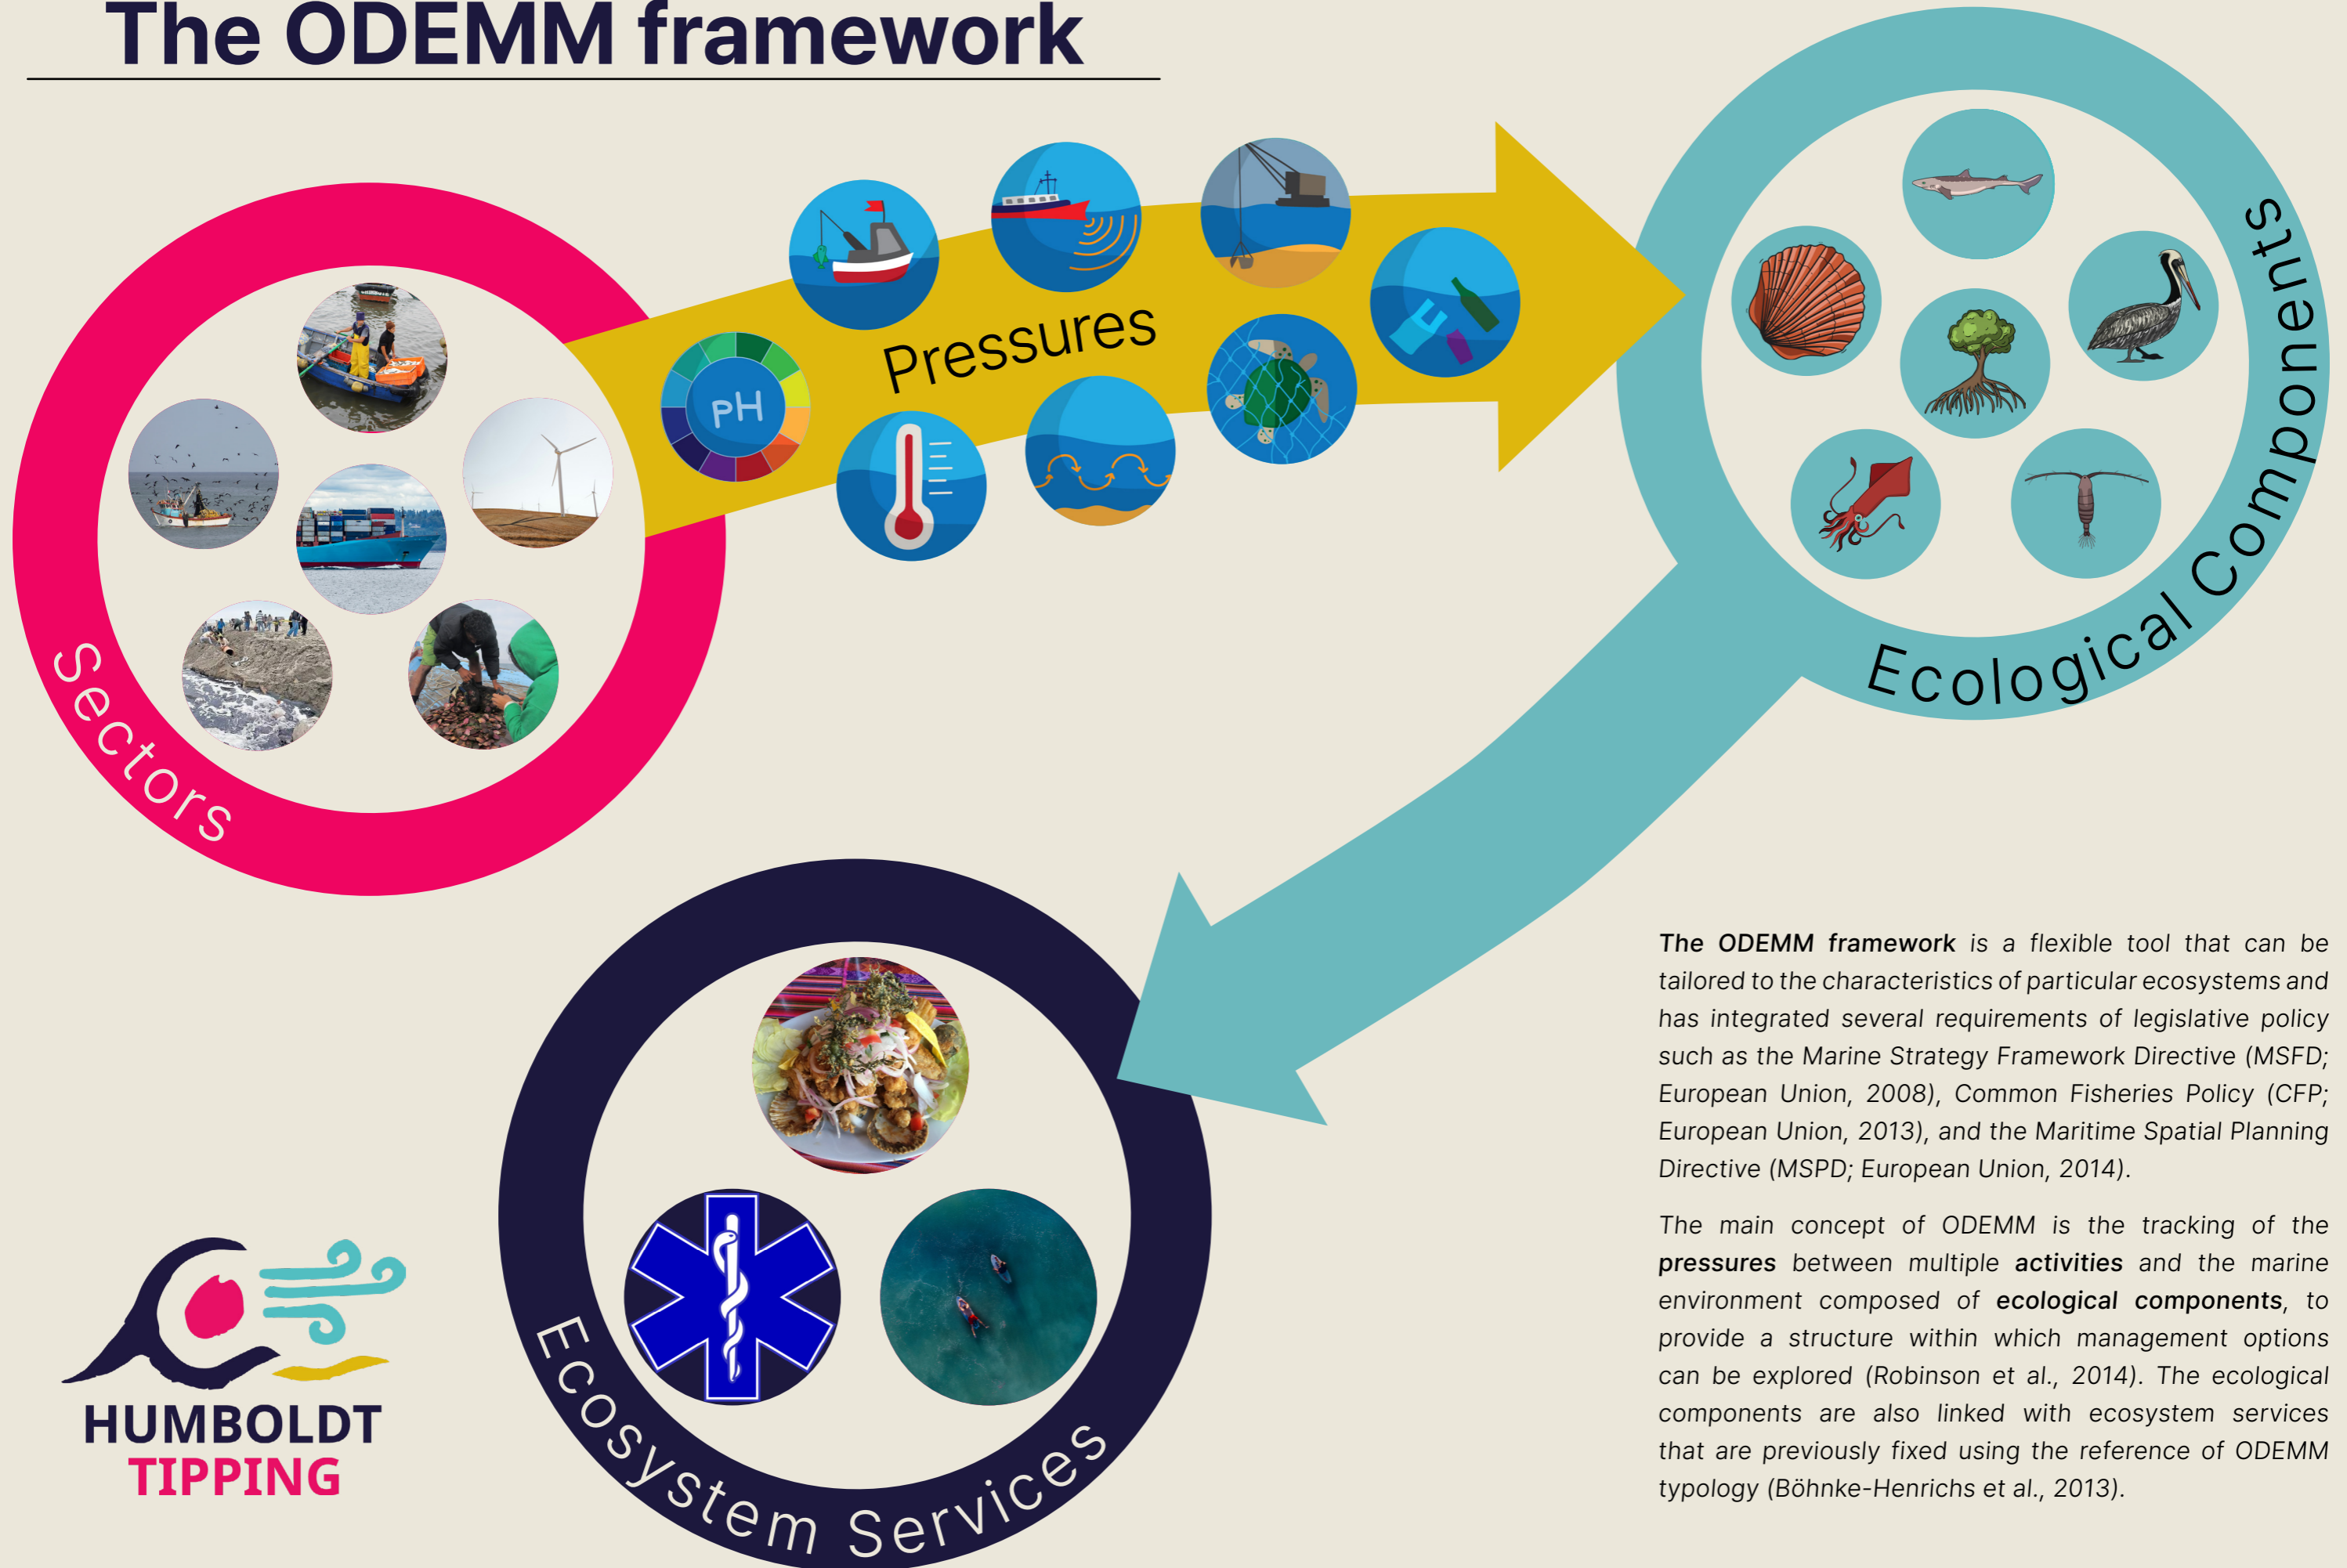 The ODEMM framework
pH
Pressures
Sectors
Ecological Components
Ecosystem Services
The ODEMM framework is a flexible tool that can be
tailored to the characteristics of particular ecosystems and
has integrated several requirements of legislative policy
such as the Marine Strategy Framework Directive (MSFD;
European Union, 2008), Common Fisheries Policy (CFP;
European Union, 2013), and the Maritime Spatial Planning
Directive (MSPD; European Union, 2014).
The main concept of ODEMM is the tracking of the
pressures between multiple activities and the marine
environment composed of ecological components, to
provide a structure within which management options
can be explored (Robinson et al., 2014). The ecological
components are also linked with ecosystem services
that are previously fixed using the reference of ODEMM
typology (Böhnke-Henrichs et al., 2013).
HUMBOLDT
TIPPING